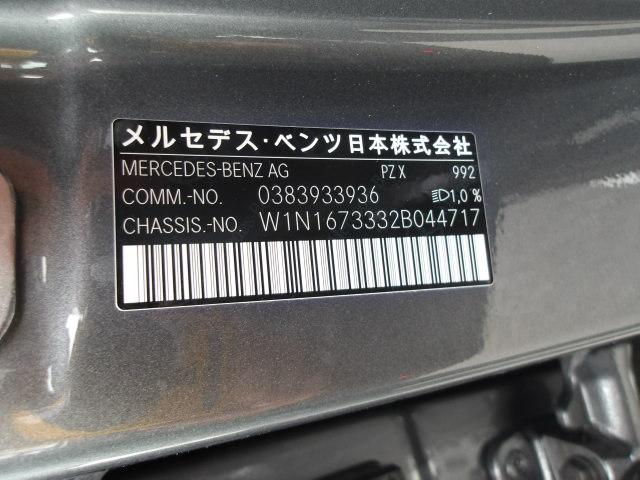 メルセデス・ベンツ日本株式会社
MERCEDES-BENZ AG PZ X 992
COMM.-NO. 0383933936 1,0 %
CHASSIS.-NO. W1N1673332B044717